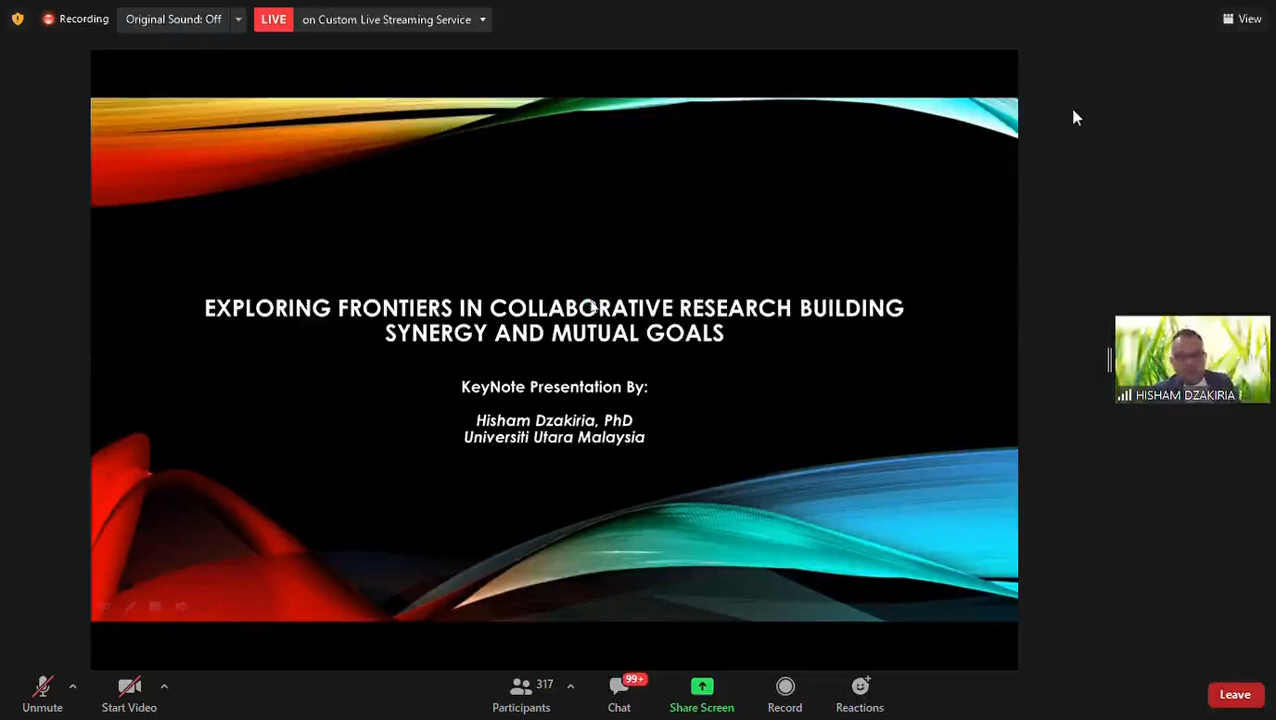 Recording
Original Sound: Off
LIVE
on Custom Live Streaming Service
View
EXPLORING FRONTIERS IN COLLABORATIVE RESEARCH BUILDING
SYNERGY AND MUTUAL GOALS
KeyNote Presentation By:
Hisham Dzakiria, PhD
Universiti Utara Malaysia
HISHAM DZAKIRIA
Unmute
Start Video
317
Participants
99+
Chat
Share Screen
Record
Reactions
Leave